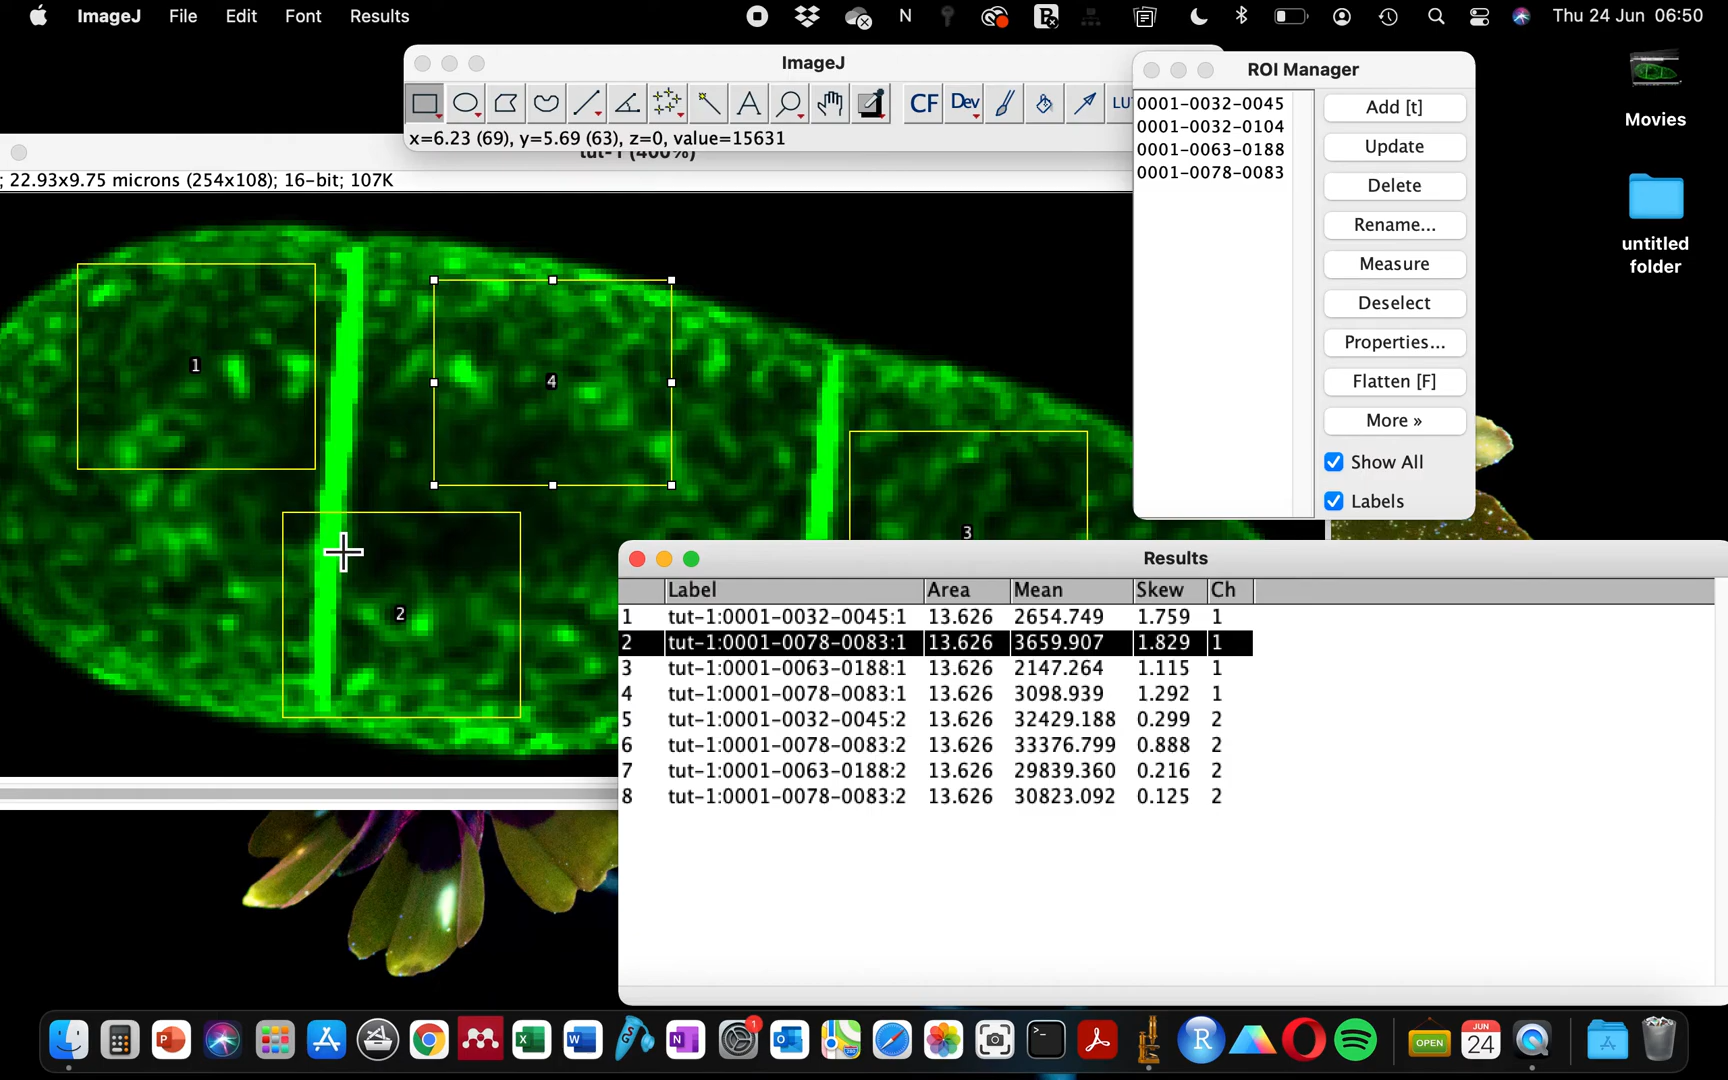 ImageJ File Edit Font Results
N
Thu 24 Jun 06:50
ImageJ
CF Dev LU
x=6.23 (69), y=5.69 (63), z=0, value=15631
tut-1 (400%)
; 22.93x9.75 microns (254x108); 16-bit; 107K
1
4
2
3
ROI Manager
0001-0032-0045
0001-0032-0104
0001-0063-0188
0001-0078-0083
Add [t]
Update
Delete
Rename...
Measure
Deselect
Properties...
Flatten [F]
More »
Show All
Labels
Movies
untitled
folder
Results
Label Area Mean Skew Ch
1 tut-1:0001-0032-0045:1 13.626 2654.749 1.759 1
2 tut-1:0001-0078-0083:1 13.626 3659.907 1.829 1
3 tut-1:0001-0063-0188:1 13.626 2147.264 1.115 1
4 tut-1:0001-0078-0083:1 13.626 3098.939 1.292 1
5 tut-1:0001-0032-0045:2 13.626 32429.188 0.299 2
6 tut-1:0001-0078-0083:2 13.626 33376.799 0.888 2
7 tut-1:0001-0063-0188:2 13.626 29839.360 0.216 2
8 tut-1:0001-0078-0083:2 13.626 30823.092 0.125 2
1
OPEN
JUN
24